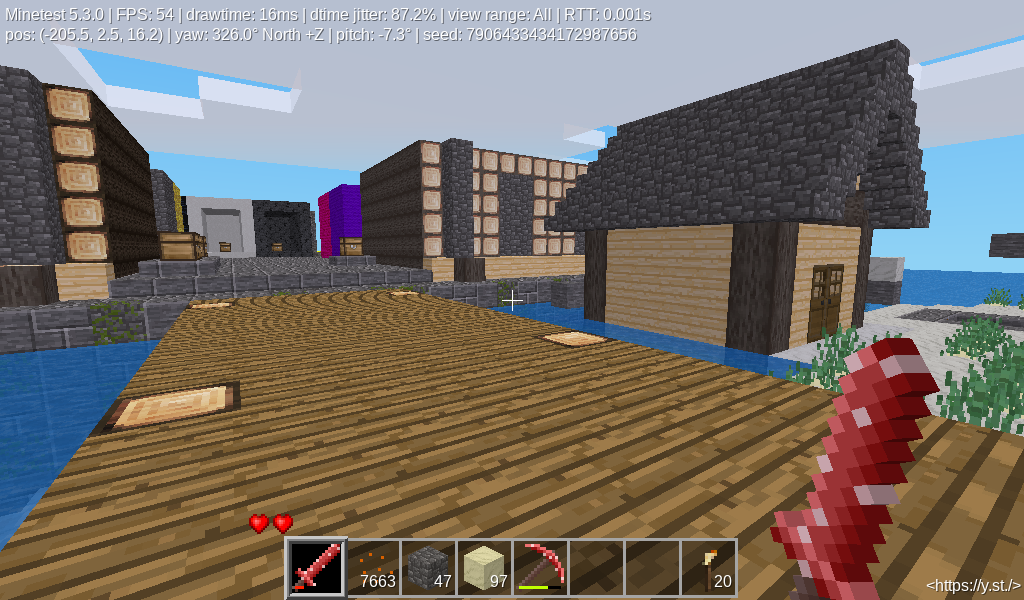 Minetest 5.3.0 | FPS: 54 | drawtime: 16ms | dtime jitter: 87.2% | view range: All | RTT: 0.001s
pos: (-205.5, 2.5, 16.2) | yaw: 326.0° North +Z | pitch: -7.3° | seed: 7906433434172987656
7663 47 97 20
<https://y.st./>